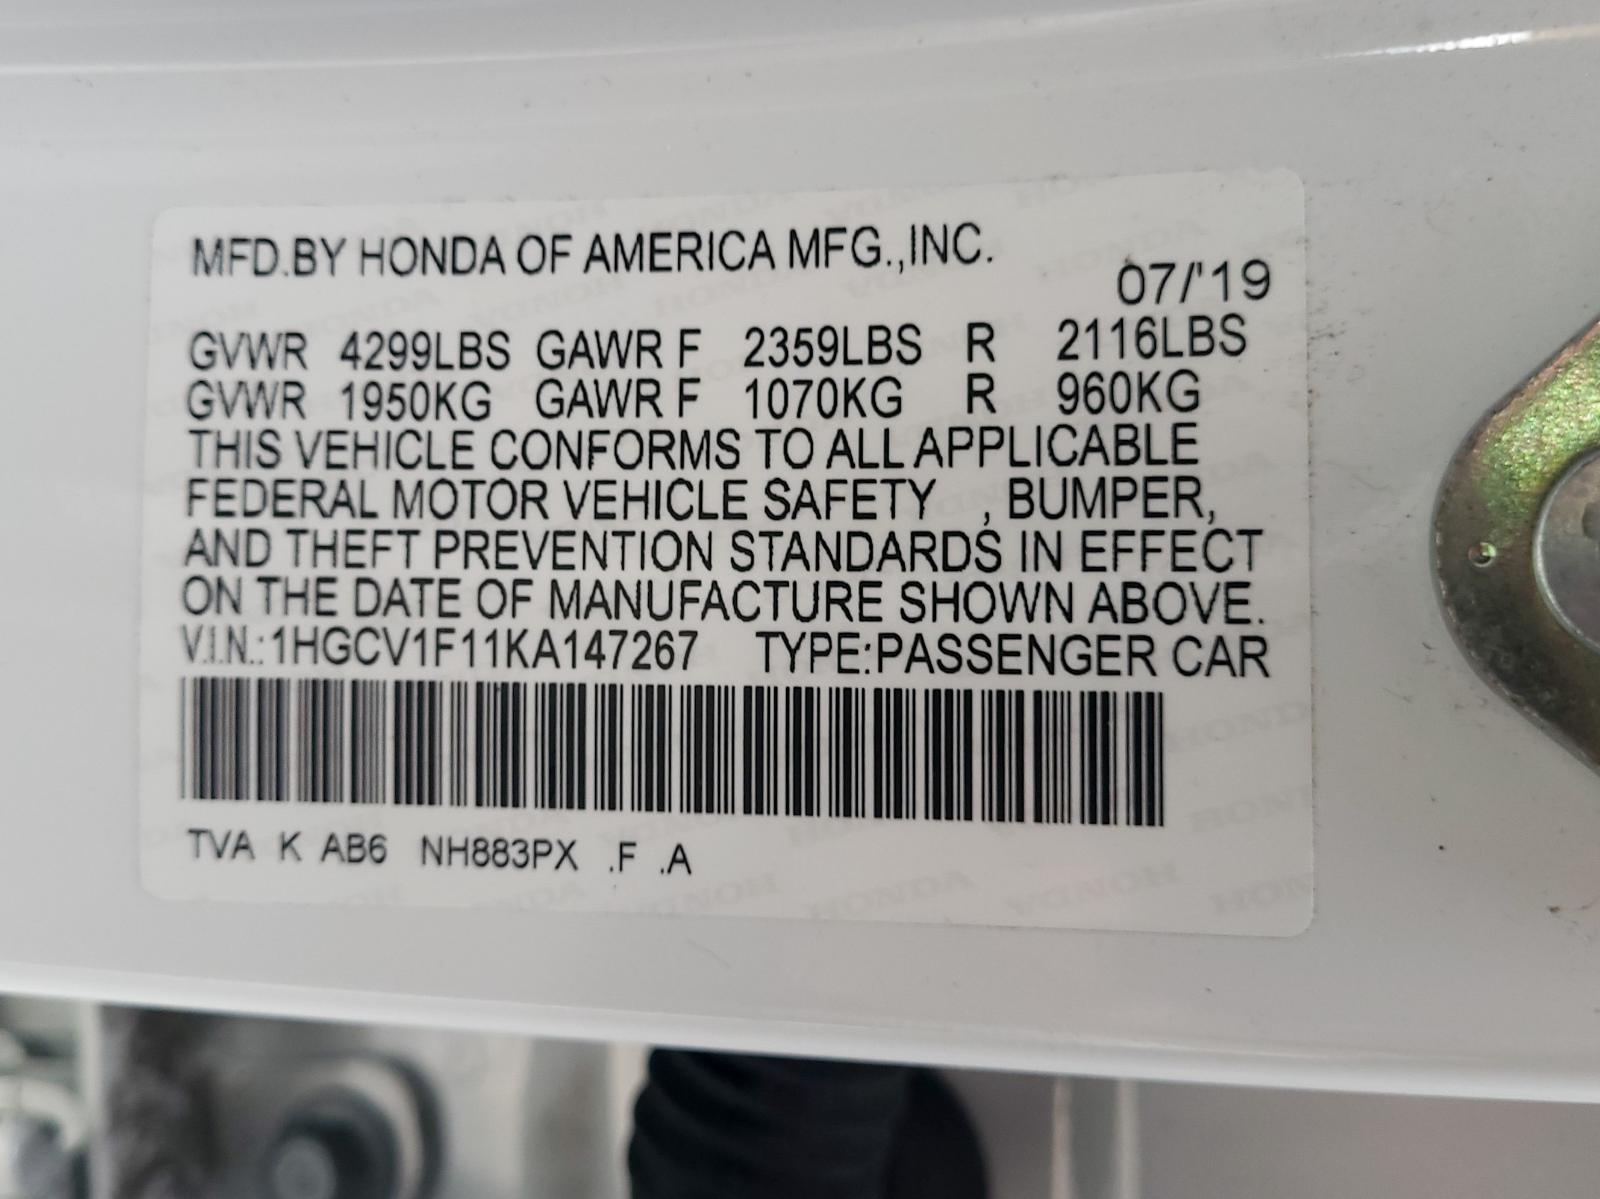 MFD.BY HONDA OF AMERICA MFG.,INC.
07/'19
GVWR 4299LBS GAWR F 2359LBS R 2116LBS
GVWR 1950KG GAWR F 1070KG R 960KG
THIS VEHICLE CONFORMS TO ALL APPLICABLE
FEDERAL MOTOR VEHICLE SAFETY , BUMPER,
AND THEFT PREVENTION STANDARDS IN EFFECT
ON THE DATE OF MANUFACTURE SHOWN ABOVE.
V.I.N.:1HGCV1F11KA147267 TYPE:PASSENGER CAR
TVA K AB6 NH883PX .F .A